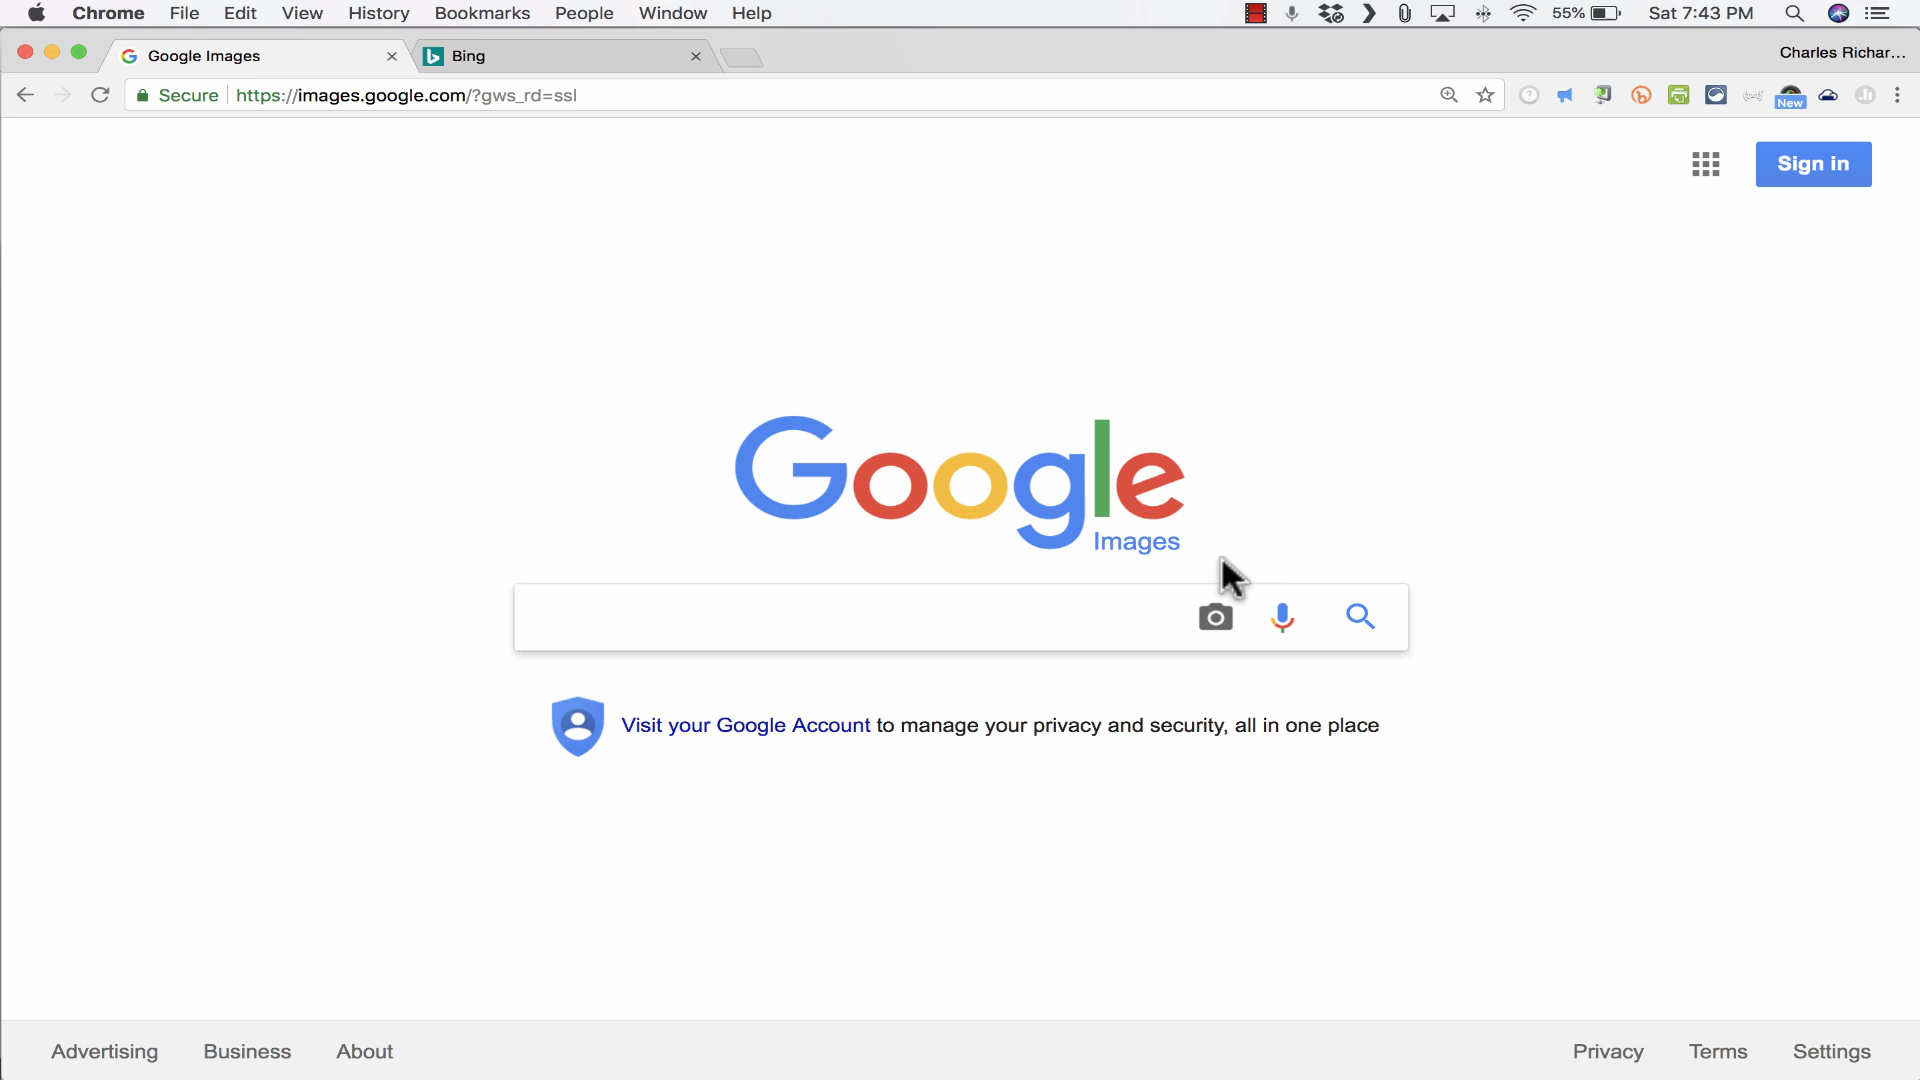 Chrome File Edit View History Bookmarks People Window Help 55% Sat 7:43 PM
Google Images Bing Charles Richar...
Secure https://images.google.com/?gws_rd=ssl New
Sign in
Google
Images
Visit your Google Account to manage your privacy and security, all in one place
Advertising Business About Privacy Terms Settings